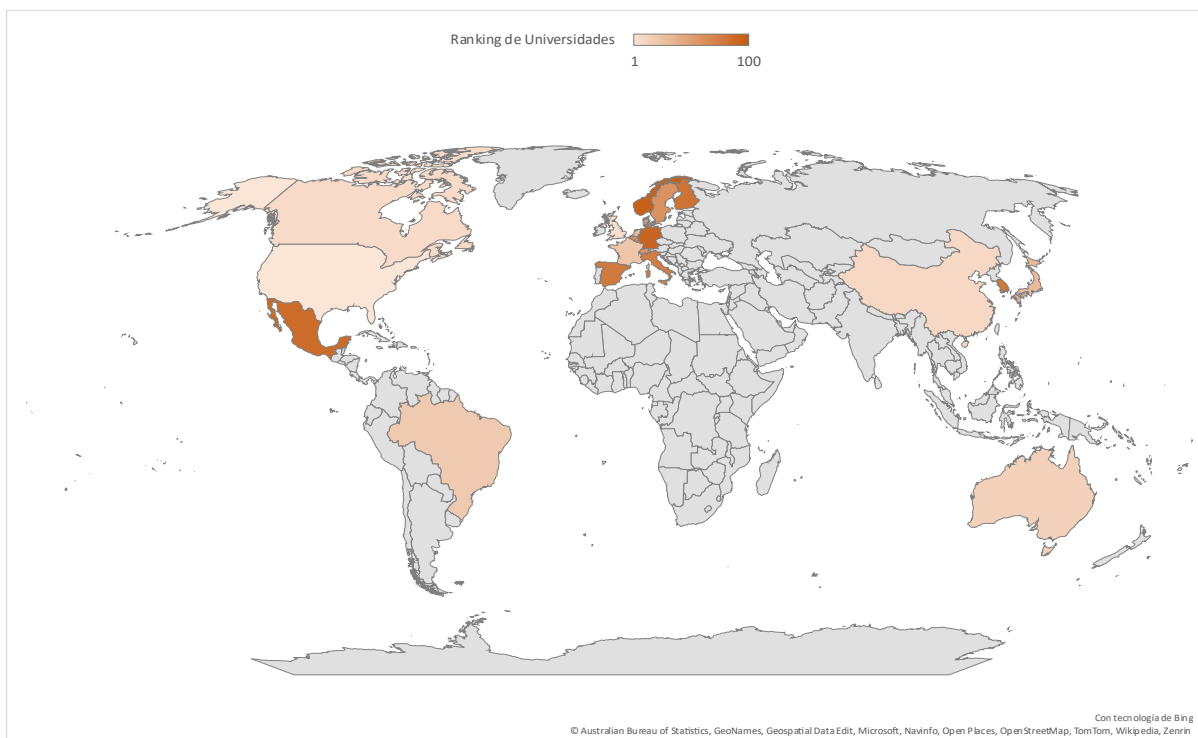 Ranking de Universidades
1 100
Con tecnología de Bing
© Australian Bureau of Statistics, GeoNames, Geospatial Data Edit, Microsoft, Navinfo, Open Places, OpenStreetMap, TomTom, Wikipedia, Zenrin